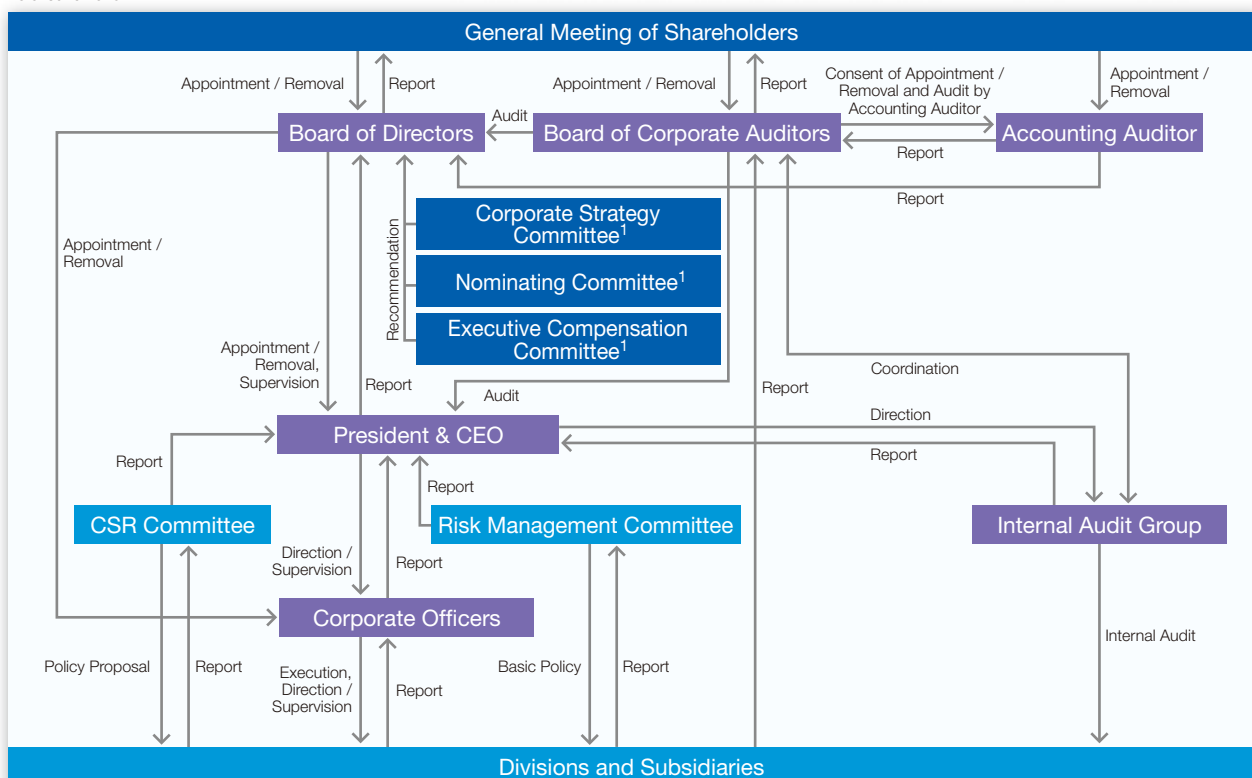 General Meeting of Shareholders
Appointment / Removal
Report
Appointment / Removal
Report
Consent of Appointment /
Removal and Audit by
Accounting Auditor
Appointment /
Removal
Board of Directors
Audit
Board of Corporate Auditors
Accounting Auditor
Report
Report
Corporate Strategy
Committee1
Appointment /
Removal
Recommendation
Nominating Committee1
Executive Compensation
Committee1
Appointment /
Removal,
Supervision
Report
Audit
Report
Coordination
President & CEO
Direction
Report
Report
Report
CSR Committee
Risk Management Committee
Internal Audit Group
Direction /
Supervision
Report
Corporate Officers
Internal Audit
Policy Proposal
Report
Execution,
Direction /
Supervision
Report
Basic Policy
Report
Divisions and Subsidiaries